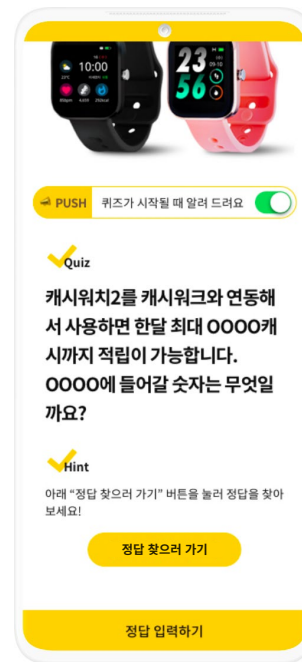 10:00
23
56
PUSH 퀴즈가 시작될 때 알려 드려요
Quiz
캐시워치2를 캐시워크와 연동해
서 사용하면 한달 최대 OOOO캐
시까지 적립이 가능합니다.
OOOO에 들어갈 숫자는 무엇일
까요?
Hint
아래 “정답 찾으러 가기” 버튼을 눌러 정답을 찾아
보세요!
정답 찾으러 가기
정답 입력하기